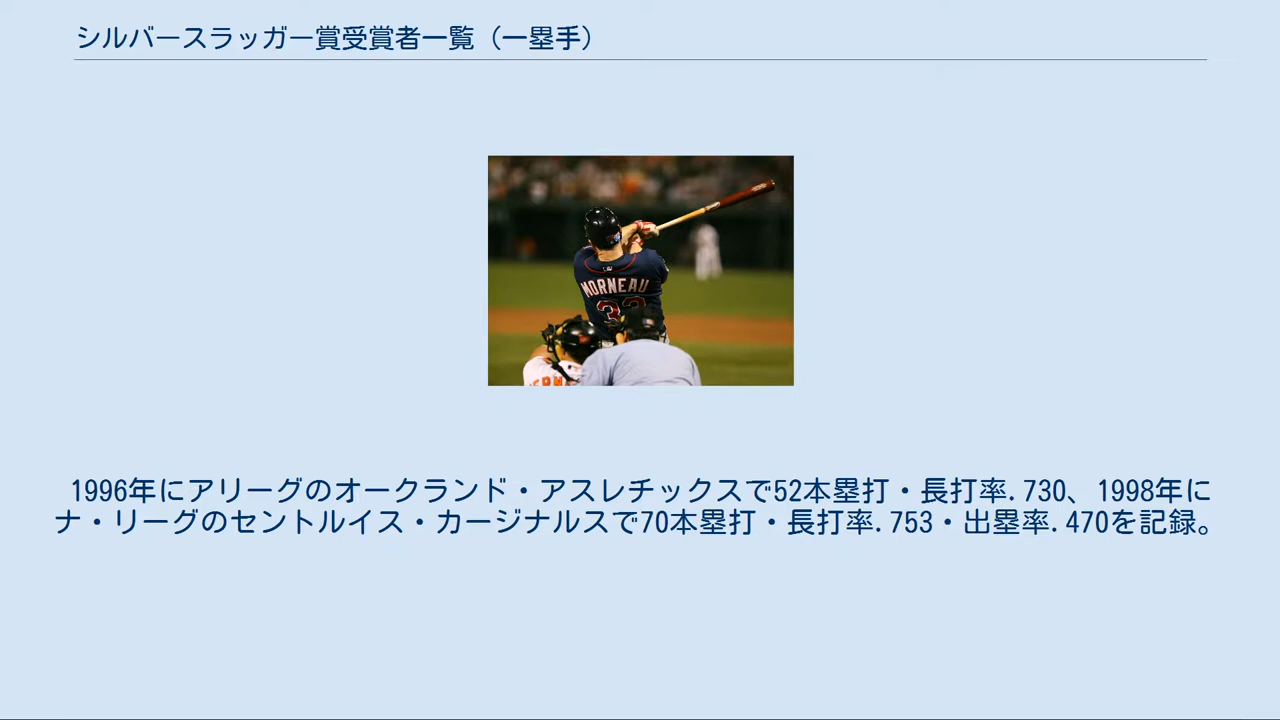 シルバースラッガー賞受賞者一覧（一塁手）
MORNEAU
33
1996年にアリーグのオークランド・アスレチックスで52本塁打・長打率.730、1998年に
ナ・リーグのセントルイス・カージナルスで70本塁打・長打率.753・出塁率.470を記録。